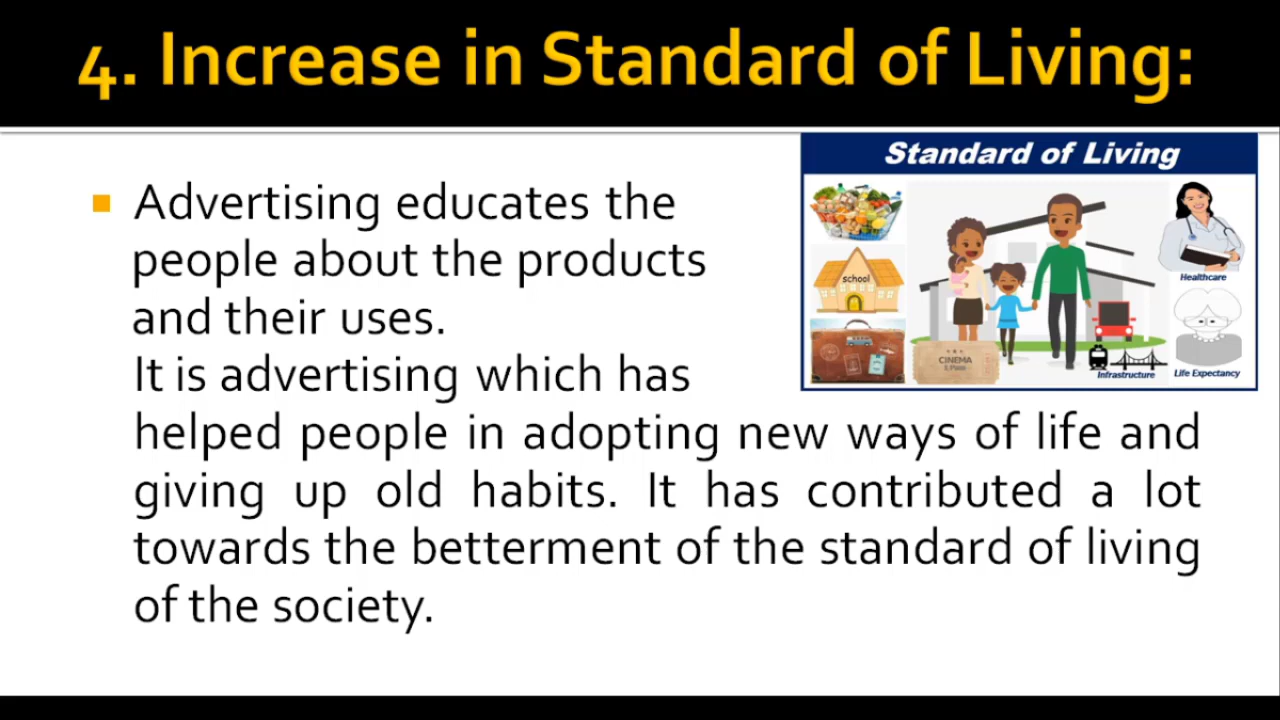 4. Increase in Standard of Living:
Advertising educates the
people about the products
and their uses.
It is advertising which has
helped people in adopting new ways of life and
giving up old habits. It has contributed a lot
towards the betterment of the standard of living
of the society.
Standard of Living
school
Healthcare
CINEMA
Infrastructure
Life Expectancy